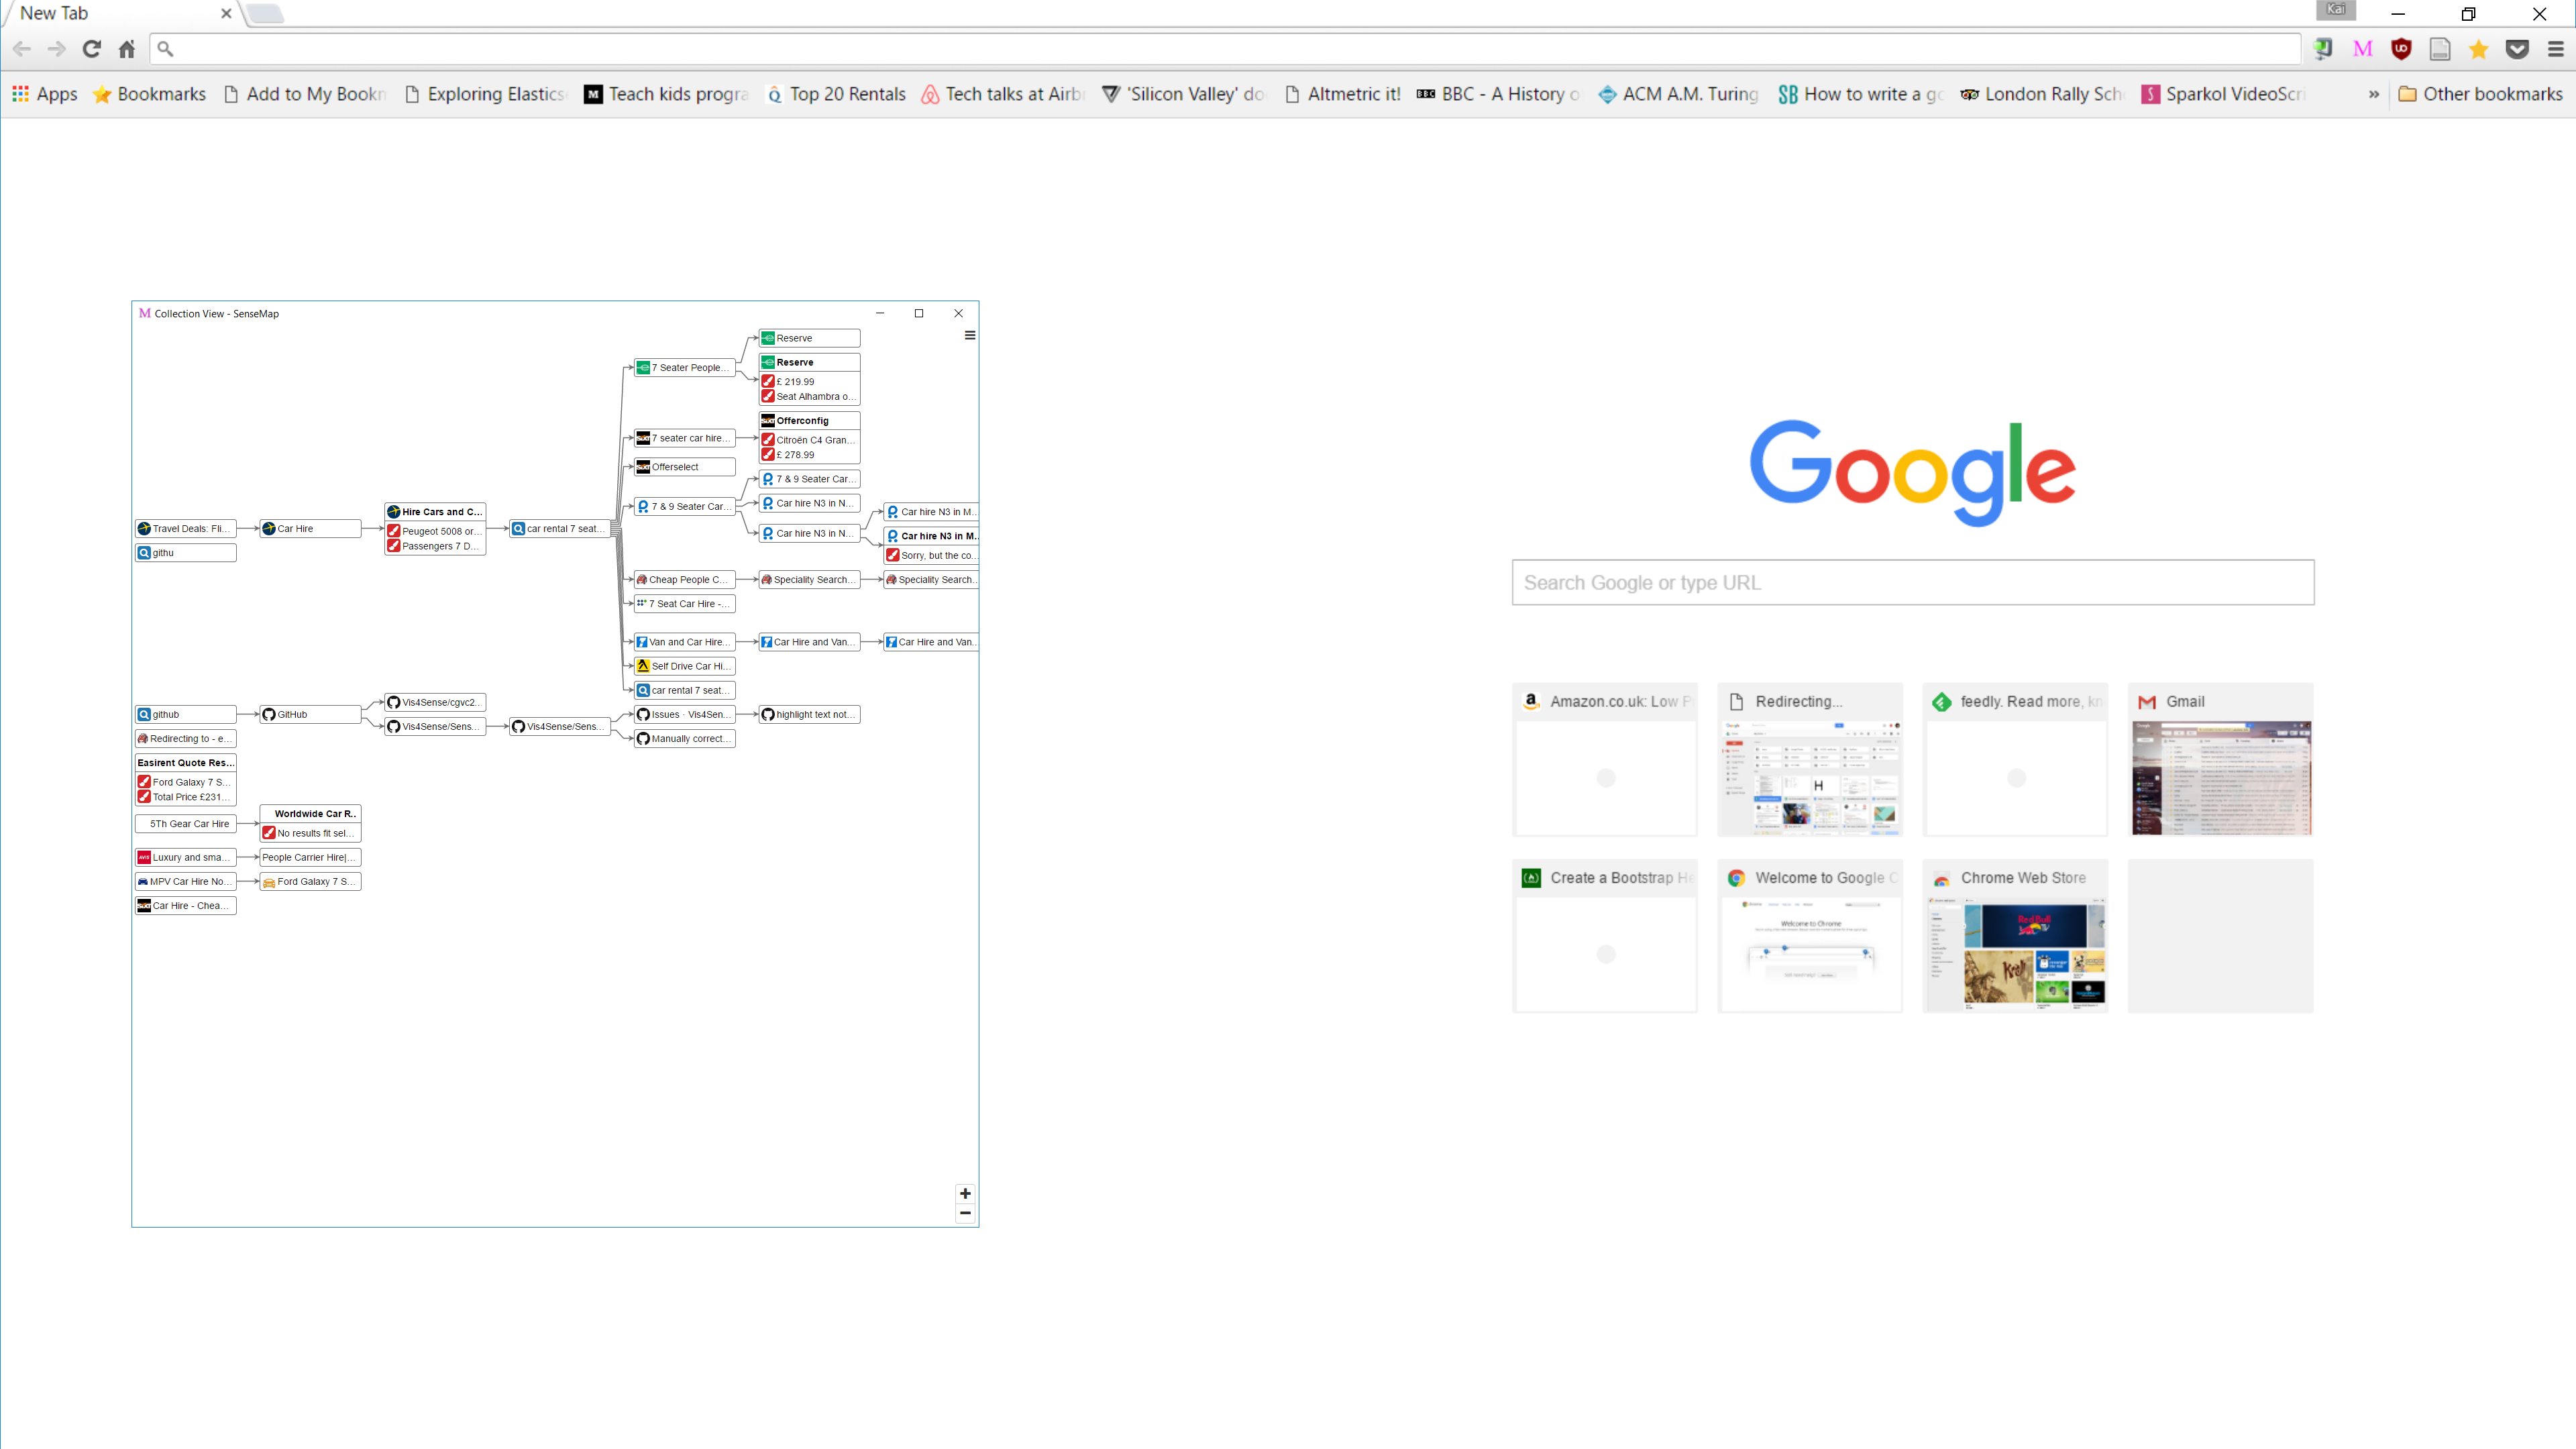 New Tab
Kai
Apps Bookmarks Add to My Bookn Exploring Elastics Teach kids progra Top 20 Rentals Tech talks at Airb 'Silicon Valley' do Altmetric it! BBC - A History o ACM A.M. Turing How to write a go London Rally Sch Sparkol VideoScri » Other bookmarks
M Collection View - SenseMap
Reserve
Reserve
£ 219.99
Seat Alhambra o...
7 Seater People...
Offerconfig
Citroën C4 Gran...
£ 278.99
7 seater car hire...
Offerselect
7 & 9 Seater Car...
7 & 9 Seater Car...
Car hire N3 in N...
Car hire N3 in N...
Car hire N3 in M...
Car hire N3 in M...
Sorry, but the co...
Travel Deals: Fli...
Car Hire
Hire Cars and C...
Peugeot 5008 or...
Passengers 7 D...
car rental 7 seat...
githu
Cheap People C...
Speciality Search...
Speciality Search...
7 Seat Car Hire -...
Van and Car Hire...
Car Hire and Van...
Car Hire and Van...
Self Drive Car Hi...
car rental 7 seat...
github
GitHub
Vis4Sense/cgvc2...
Vis4Sense/Sens...
Vis4Sense/Sens...
Issues · Vis4Sen...
highlight text not...
Manually correct...
Redirecting to - e...
Easirent Quote Res...
Ford Galaxy 7 S...
Total Price £231...
5Th Gear Car Hire
Worldwide Car R..
No results fit sel...
AVIS Luxury and sma...
People Carrier Hire|...
MPV Car Hire No...
Ford Galaxy 7 S...
Car Hire - Chea...
Google
Search Google or type URL
Amazon.co.uk: Low P
Redirecting...
feedly. Read more, kn
Gmail
Create a Bootstrap He
Welcome to Google C
Chrome Web Store
Welcome to Chrome
Red Bull
TV